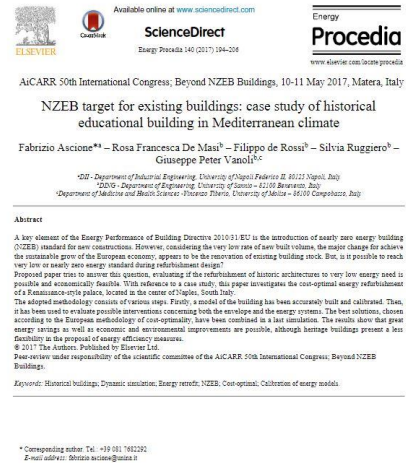 Available online at www.sciencedirect.com
ScienceDirect
Energy Procedia 140 (2017) 194–206
ELSEVIER
CrossMark
Energy
Procedia
www.elsevier.com/locate/procedia
AiCARR 50th International Congress; Beyond NZEB Buildings, 10-11 May 2017, Matera, Italy
NZEB target for existing buildings: case study of historical
educational building in Mediterranean climate
Fabrizio Ascioneᵃ* – Rosa Francesca De Masiᵇ – Filippo de Rossiᵇ – Silvia Ruggieroᵇ –
Giuseppe Peter Vanoliᵇ,ᶜ
ᵃDII - Department of Industrial Engineering, University of Napoli Federico II, 80125 Napoli, Italy
ᵇDING - Department of Engineering, University of Sannio – 82100 Benevento, Italy
ᶜDepartment of Medicine and Health Sciences - Vincenzo Tiberio, University of Molise – 86100 Campobasso, Italy
Abstract
A key element of the Energy Performance of Building Directive 2010/31/EU is the introduction of nearly zero energy building
(NZEB) standard for new constructions. However, considering the very low rate of new built volume, the major change for achieve
the sustainable grow of the European economy, appears to be the renovation of existing building stock. But, is it possible to reach
very low or nearly zero energy standard during refurbishment design?
Proposed paper tries to answer this question, evaluating if the refurbishment of historic architectures to very low energy need is
possible and economically feasible. With reference to a case study, this paper investigates the cost-optimal energy refurbishment
of a Renaissance-style palace, located in the center of Naples, South Italy.
The adopted methodology consists of various steps. Firstly, a model of the building has been accurately built and calibrated. Then,
it has been used to evaluate possible interventions concerning both the envelope and the energy systems. The best solutions, chosen
according to the European methodology of cost-optimality, have been combined in a last simulation. The results show that great
energy savings as well as economic and environmental improvements are possible, although heritage buildings present a less
flexibility in the proposal of energy efficiency measures.
© 2017 The Authors. Published by Elsevier Ltd.
Peer-review under responsibility of the scientific committee of the AiCARR 50th International Congress; Beyond NZEB
Buildings.
Keywords: Historical buildings; Dynamic simulation; Energy retrofit; NZEB; Cost-optimal; Calibration of energy models
* Corresponding author. Tel.: +39 081 7682292
E-mail address: fabrizio.ascione@unina.it